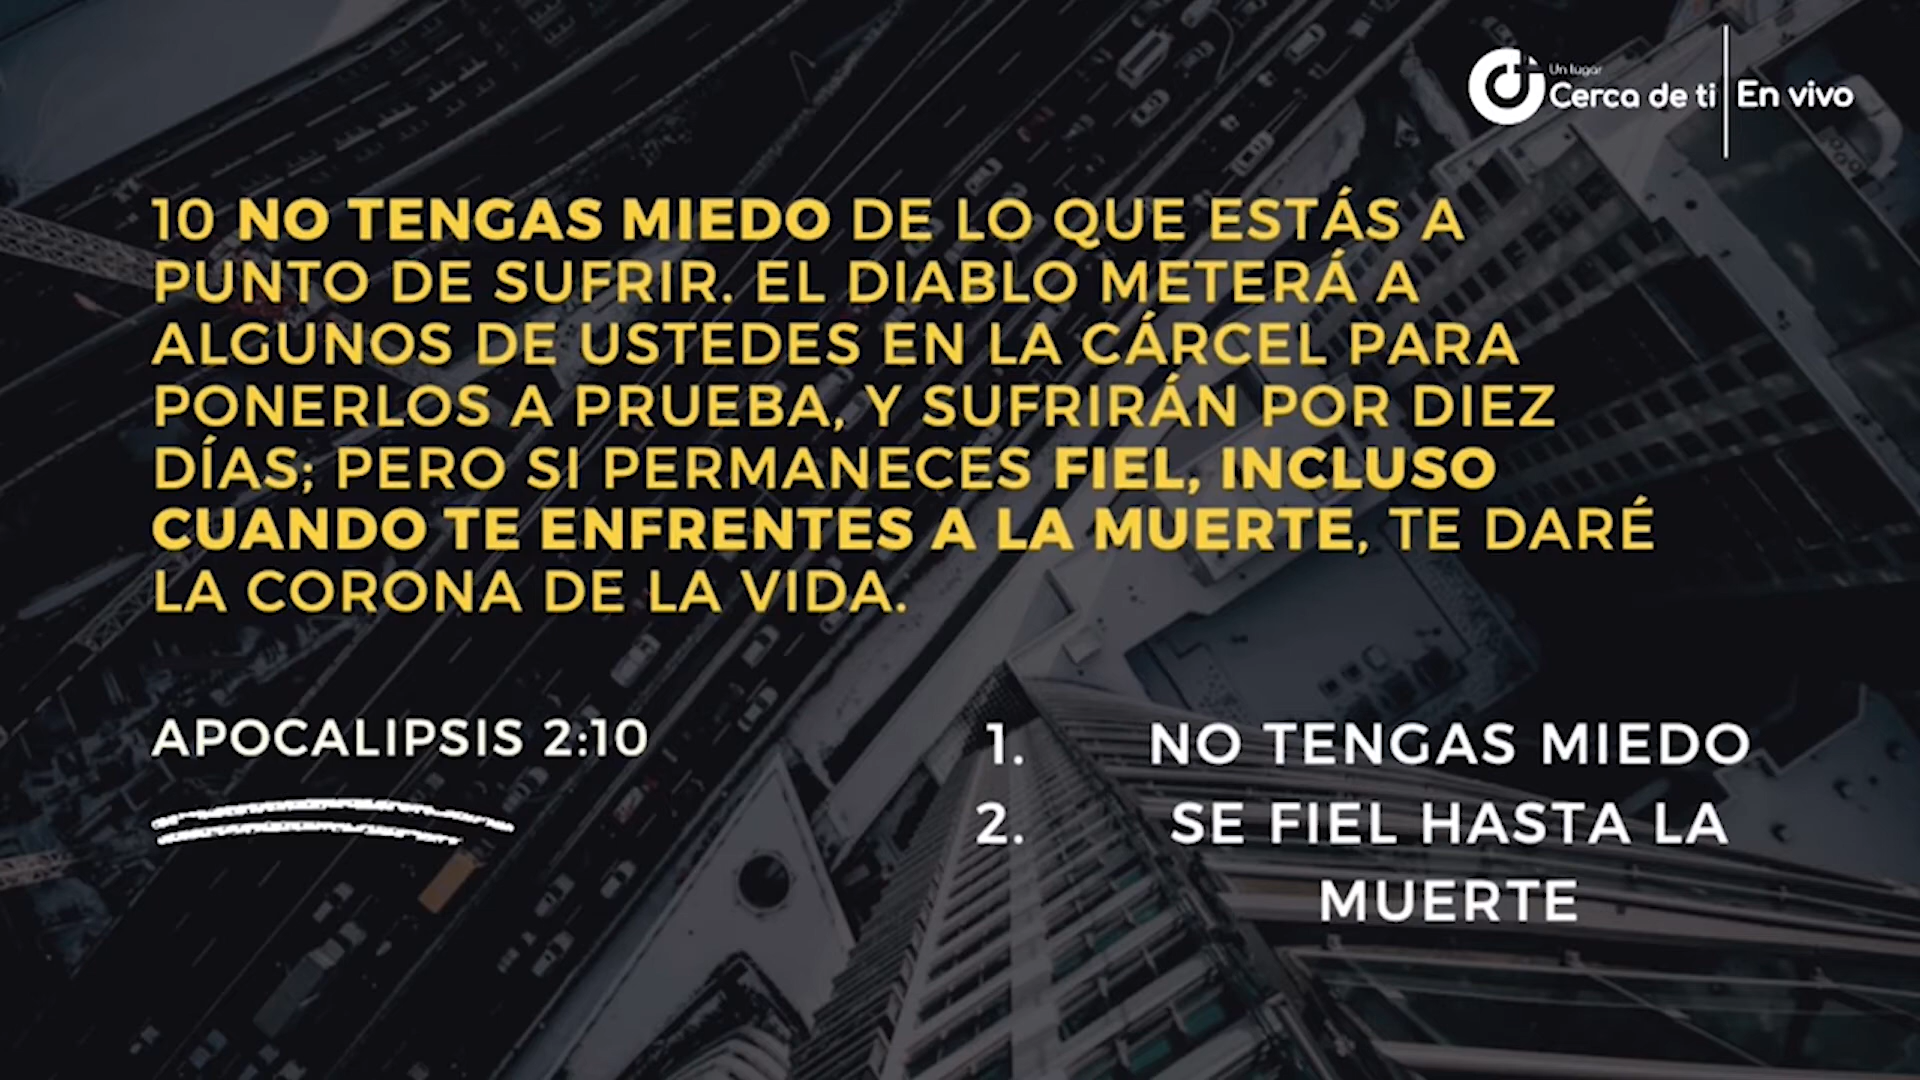 Un lugar
Cerca de ti | En vivo
10 NO TENGAS MIEDO DE LO QUE ESTÁS A
PUNTO DE SUFRIR. EL DIABLO METERÁ A
ALGUNOS DE USTEDES EN LA CÁRCEL PARA
PONERLOS A PRUEBA, Y SUFRIRÁN POR DIEZ
DÍAS; PERO SI PERMANECES FIEL, INCLUSO
CUANDO TE ENFRENTES A LA MUERTE, TE DARÉ
LA CORONA DE LA VIDA.
APOCALIPSIS 2:10
1. NO TENGAS MIEDO
2. SE FIEL HASTA LA
MUERTE